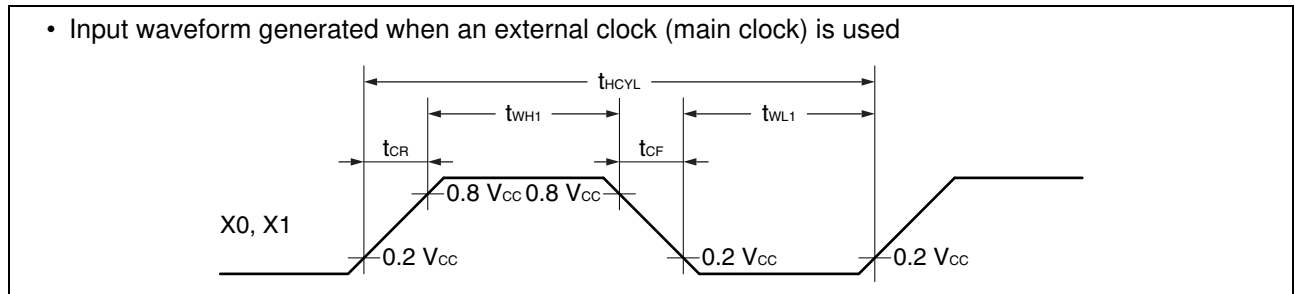 • Input waveform generated when an external clock (main clock) is used
tHCYL
tWH1 tWL1
tCR tCF
0.8 VCC 0.8 VCC
X0, X1
0.2 VCC 0.2 VCC 0.2 VCC